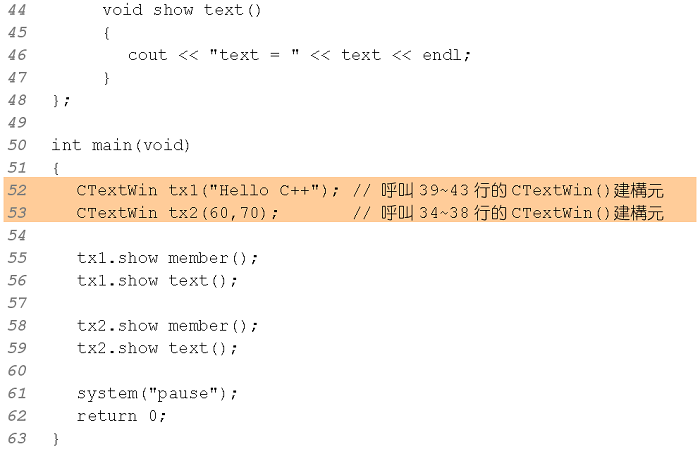 44 void show text()
45 {
46 cout << "text = " << text << endl;
47 }
48 };
49
50 int main(void)
51 {
52 CTextWin tx1("Hello C++"); // 呼叫 39~43 行的 CTextWin()建構元
53 CTextWin tx2(60,70); // 呼叫 34~38 行的 CTextWin()建構元
54
55 tx1.show member();
56 tx1.show text();
57
58 tx2.show member();
59 tx2.show text();
60
61 system("pause");
62 return 0;
63 }